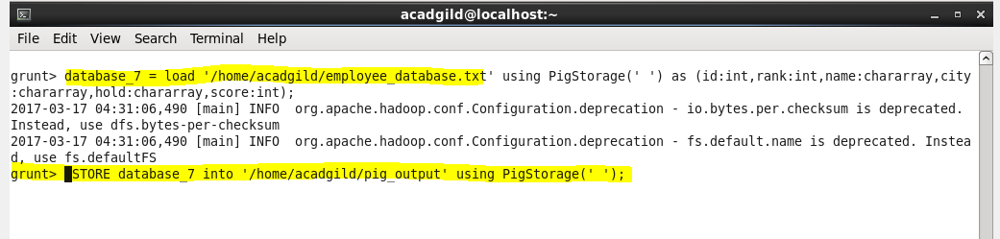 acadgild@localhost:~
File Edit View Search Terminal Help
grunt> database_7 = load '/home/acadgild/employee_database.txt' using PigStorage(' ') as (id:int,rank:int,name:chararray,city
:chararray,hold:chararray,score:int);
2017-03-17 04:31:06,490 [main] INFO  org.apache.hadoop.conf.Configuration.deprecation - io.bytes.per.checksum is deprecated.
Instead, use dfs.bytes-per-checksum
2017-03-17 04:31:06,490 [main] INFO  org.apache.hadoop.conf.Configuration.deprecation - fs.default.name is deprecated. Instea
d, use fs.defaultFS
grunt> STORE database_7 into '/home/acadgild/pig_output' using PigStorage(' ');